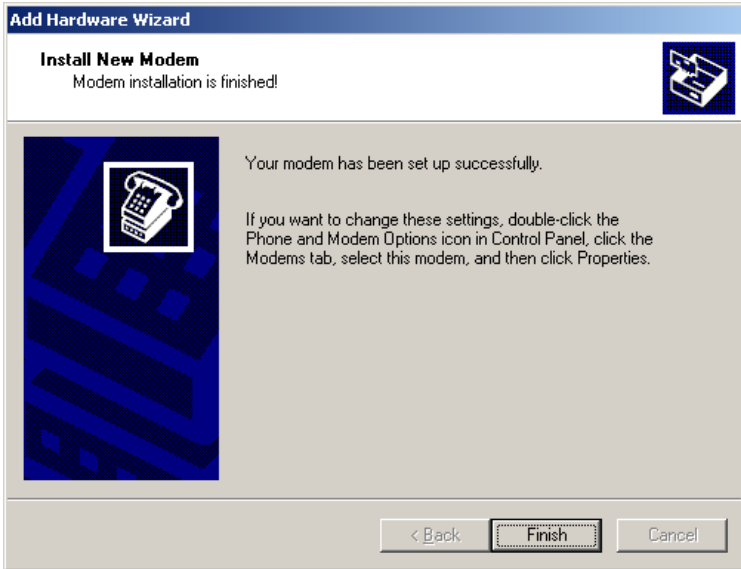 Add Hardware Wizard
Install New Modem
Modem installation is finished!
Your modem has been set up successfully.
If you want to change these settings, double-click the
Phone and Modem Options icon in Control Panel, click the
Modems tab, select this modem, and then click Properties.
< Back Finish Cancel